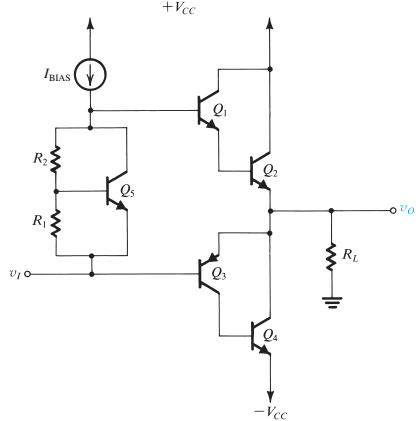 +V_CC
I_BIAS
Q_1
R_2
Q_5
Q_2
R_1
v_O
v_I
Q_3
R_L
Q_4
−V_CC